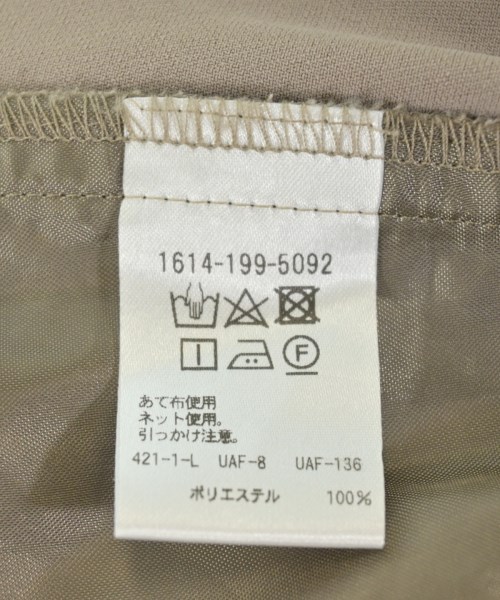 1614-199-5092
F
あて布使用
ネット使用。
引っかけ注意。
421-1-L UAF-8 UAF-136
ポリエステル 100%